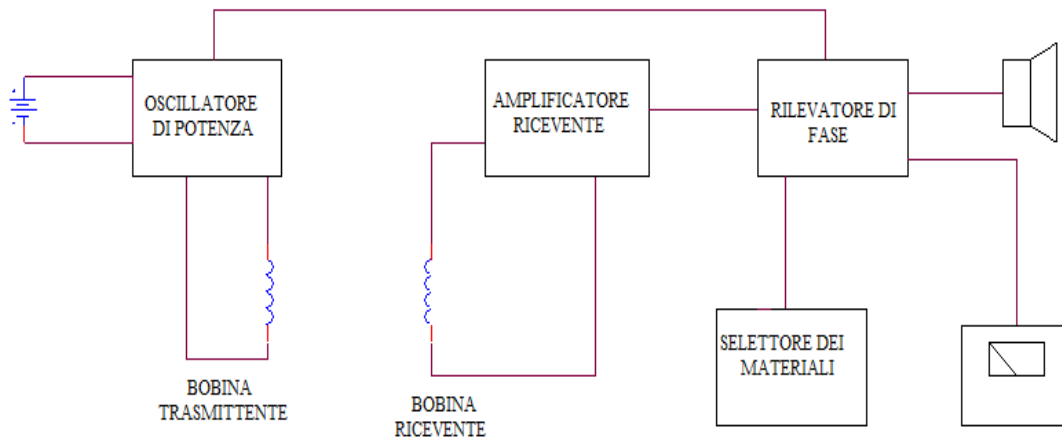 OSCILLATORE
DI POTENZA
AMPLIFICATORE
RICEVENTE
RILEVATORE DI
FASE
SELETTORE DEI
MATERIALI
BOBINA
TRASMITTENTE
BOBINA
RICEVENTE